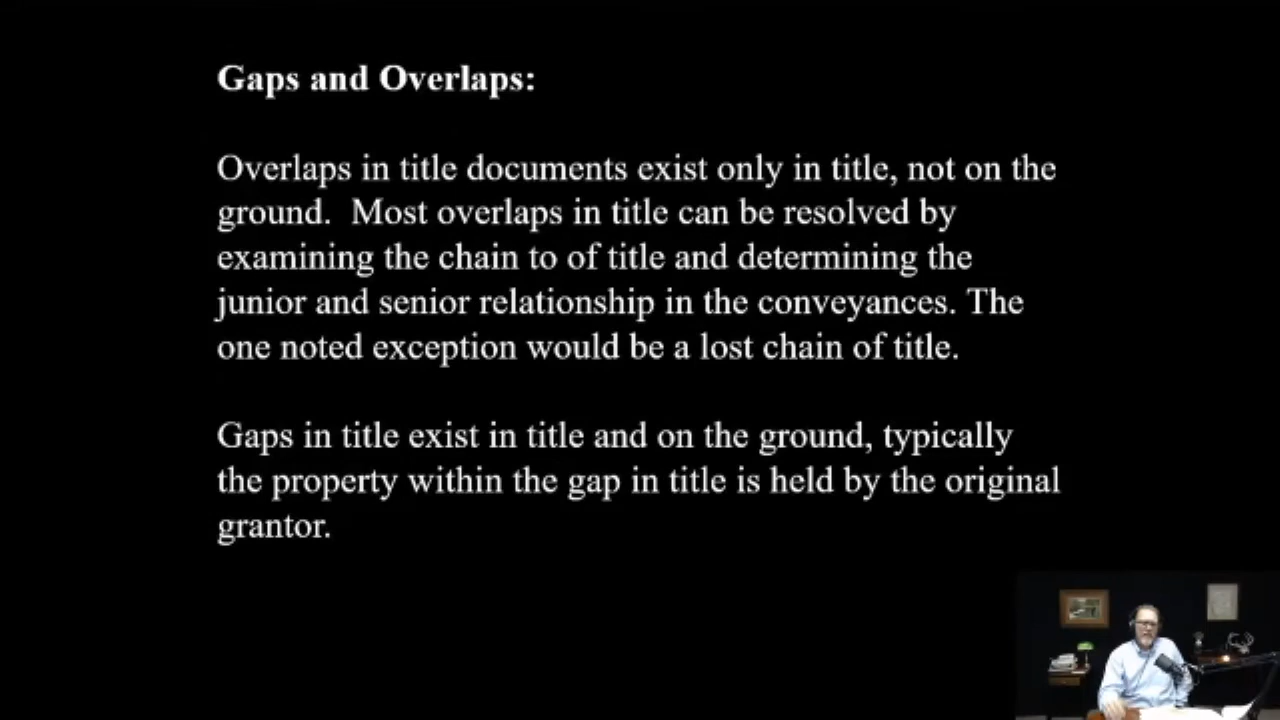 Gaps and Overlaps:
Overlaps in title documents exist only in title, not on the
ground.  Most overlaps in title can be resolved by
examining the chain to of title and determining the
junior and senior relationship in the conveyances. The
one noted exception would be a lost chain of title.
Gaps in title exist in title and on the ground, typically
the property within the gap in title is held by the original
grantor.